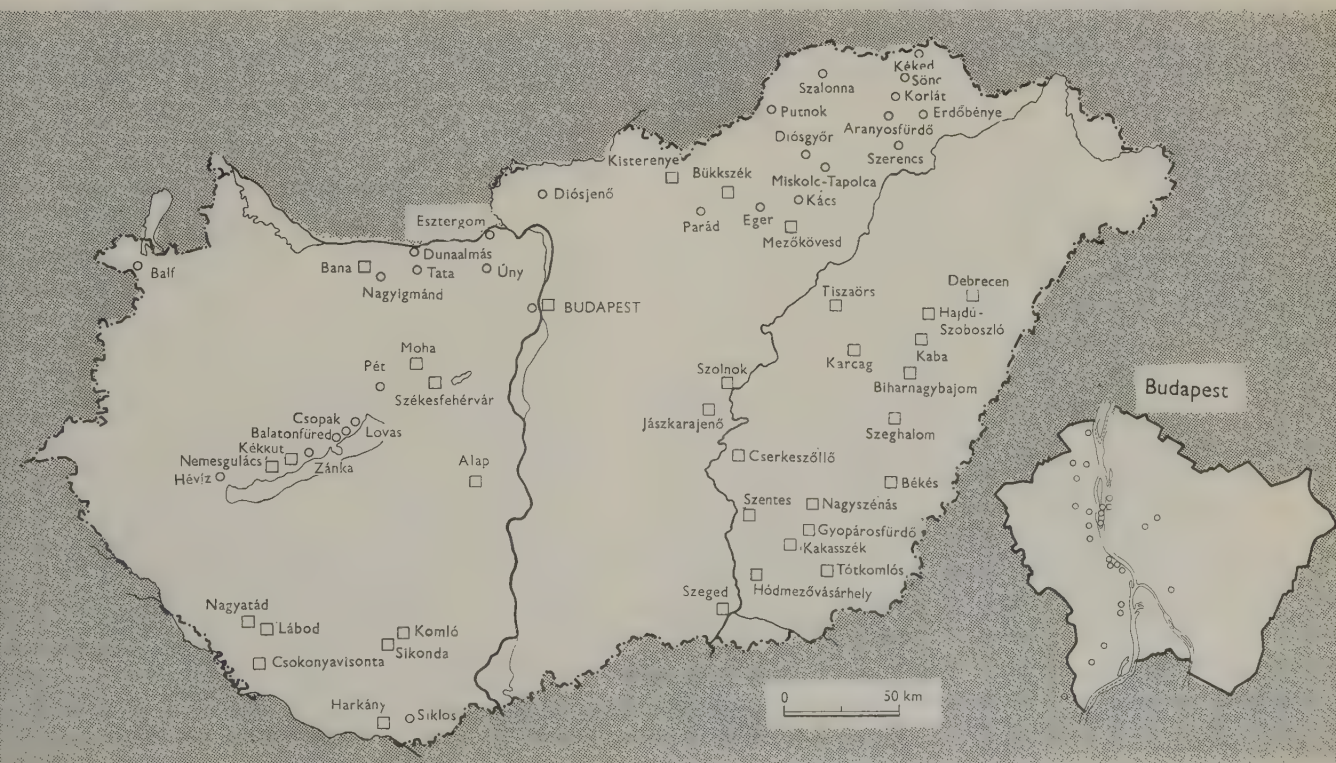 Kéked
Sönc
Szalonna
Korlát
Putnok
Erdőbénye
Aranyosfürdő
Diósgyőr
Szerencs
Kisterenye
Bükkszék
Miskolc-Tapolca
Diósjenő
Kács
Parád
Eger
Mezőkövesd
Esztergom
Dunaalmás
Balf
Bana
Tata
Úny
Nagyigmánd
BUDAPEST
Tiszaörs
Debrecen
Hajdú-
Szoboszló
Moha
Karcag
Kaba
Pét
Szolnok
Biharnagybajom
Székesfehérvár
Budapest
Csopak
Jászkarajenő
Balatonfüred
Lovas
Szeghalom
Kékkut
Nemesgulács
Zánka
Alap
Cserkeszőllő
Hévíz
Békés
Szentes
Nagyszénás
Gyopárosfürdő
Kakasszék
Tótkomlós
Szeged
Hódmezővásárhely
Nagyatád
Lábod
Komló
Sikonda
Csokonyavisonta
Harkány
Siklos
0 50 km